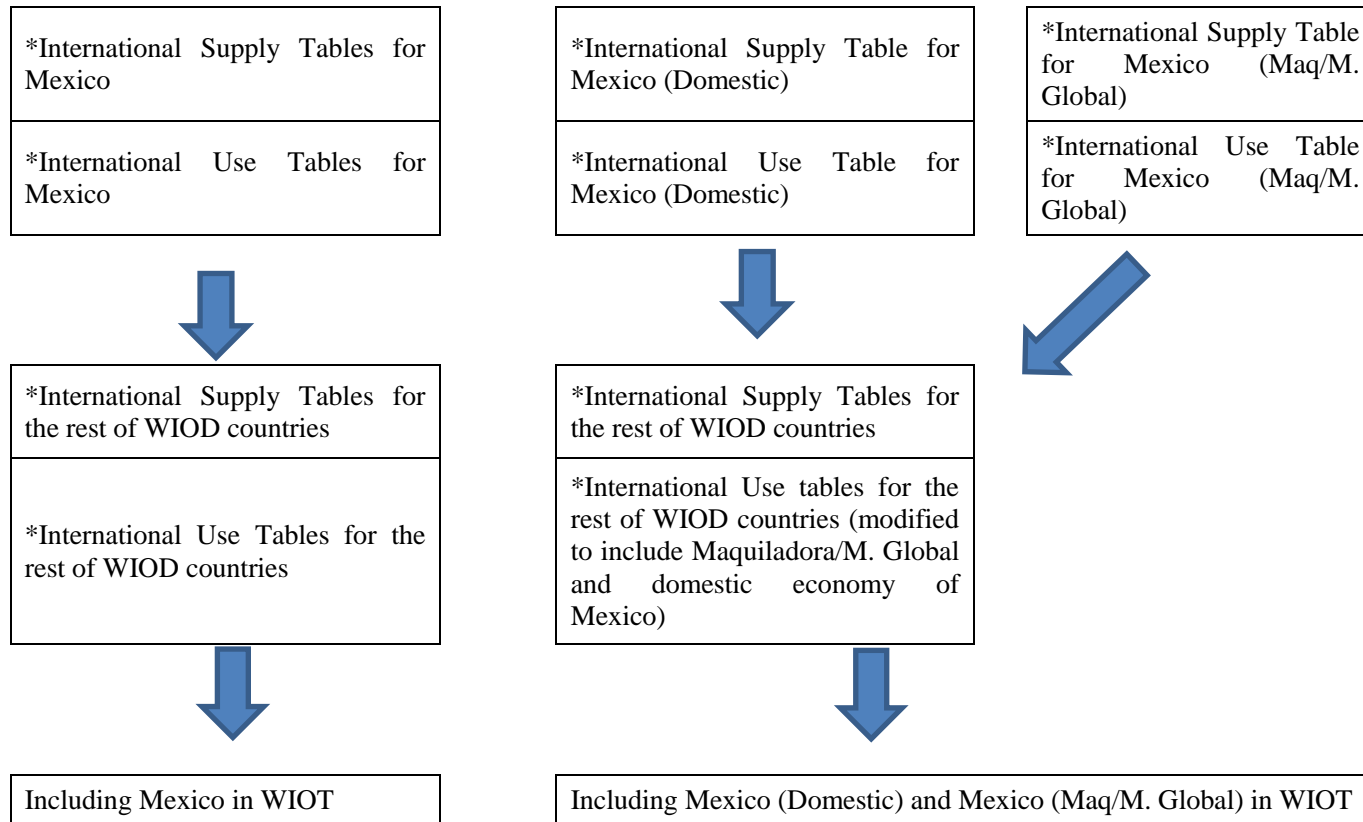 *International Supply Tables for
Mexico
*International Use Tables for
Mexico
*International Supply Table for
Mexico (Domestic)
*International Use Table for
Mexico (Domestic)
*International Supply Table
for Mexico (Maq/M.
Global)
*International Use Table
for Mexico (Maq/M.
Global)
*International Supply Tables for
the rest of WIOD countries
*International Use Tables for the
rest of WIOD countries
*International Supply Tables for
the rest of WIOD countries
*International Use tables for the
rest of WIOD countries (modified
to include Maquiladora/M. Global
and domestic economy of
Mexico)
Including Mexico in WIOT
Including Mexico (Domestic) and Mexico (Maq/M. Global) in WIOT